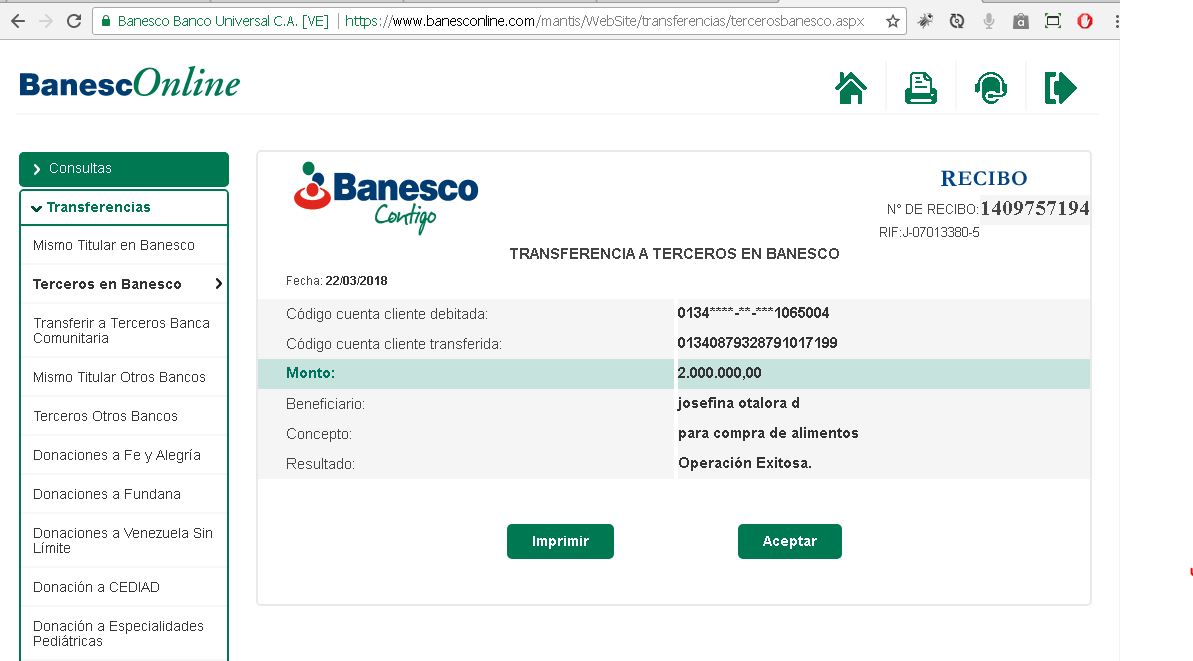 Banesco Banco Universal C.A. [VE] | https://www.banesconline.com/mantis/WebSite/transferencias/tercerosbanesco.aspx
BanescOnline
Consultas
Transferencias
Mismo Titular en Banesco
Terceros en Banesco
Transferir a Terceros Banca
Comunitaria
Mismo Titular Otros Bancos
Terceros Otros Bancos
Donaciones a Fe y Alegría
Donaciones a Fundana
Donaciones a Venezuela Sin
Límite
Donación a CEDIAD
Donación a Especialidades
Pediátricas
Banesco
Contigo
RECIBO
N° DE RECIBO: 1409757194
RIF:J-07013380-5
TRANSFERENCIA A TERCEROS EN BANESCO
Fecha: 22/03/2018
Código cuenta cliente debitada: 0134****-**-***1065004
Código cuenta cliente transferida: 01340879328791017199
Monto: 2.000.000,00
Beneficiario: josefina otalora d
Concepto: para compra de alimentos
Resultado: Operación Exitosa.
Imprimir Aceptar